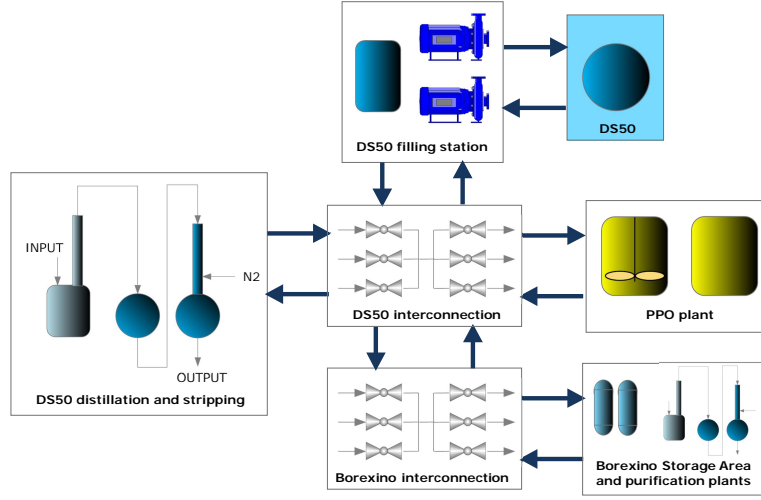 DS50 filling station
DS50
INPUT
N2
OUTPUT
DS50 distillation and stripping
DS50 interconnection
PPO plant
Borexino interconnection
Borexino Storage Area
and purification plants